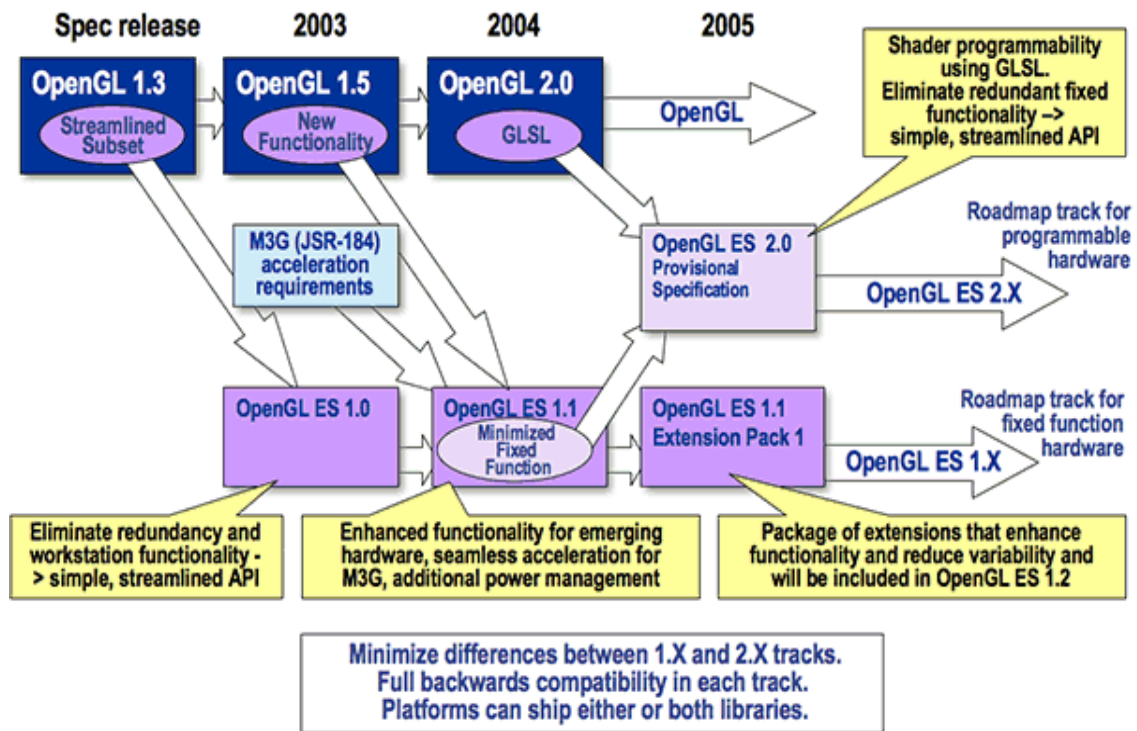 Spec release
2003
2004
2005
OpenGL 1.3
Streamlined
Subset
OpenGL 1.5
New
Functionality
OpenGL 2.0
GLSL
OpenGL
Shader programmability
using GLSL.
Eliminate redundant fixed
functionality –>
simple, streamlined API
M3G (JSR-184)
acceleration
requirements
OpenGL ES 2.0
Provisional
Specification
Roadmap track for
programmable
hardware
OpenGL ES 2.X
OpenGL ES 1.0
OpenGL ES 1.1
Minimized
Fixed
Function
OpenGL ES 1.1
Extension Pack 1
Roadmap track for
fixed function
hardware
OpenGL ES 1.X
Eliminate redundancy and
workstation functionality -
> simple, streamlined API
Enhanced functionality for emerging
hardware, seamless acceleration for
M3G, additional power management
Package of extensions that enhance
functionality and reduce variability and
will be included in OpenGL ES 1.2
Minimize differences between 1.X and 2.X tracks.
Full backwards compatibility in each track.
Platforms can ship either or both libraries.